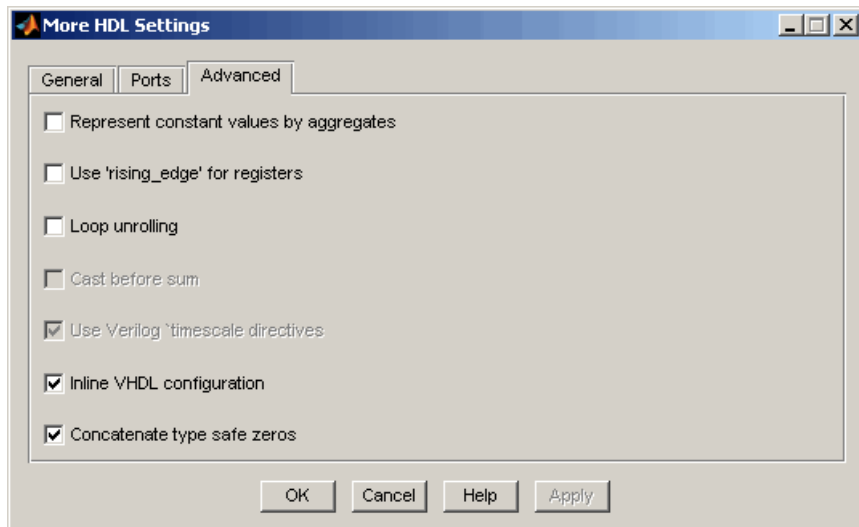 More HDL Settings
General Ports Advanced
Represent constant values by aggregates
Use 'rising_edge' for registers
Loop unrolling
Cast before sum
Use Verilog `timescale directives
Inline VHDL configuration
Concatenate type safe zeros
OK Cancel Help Apply